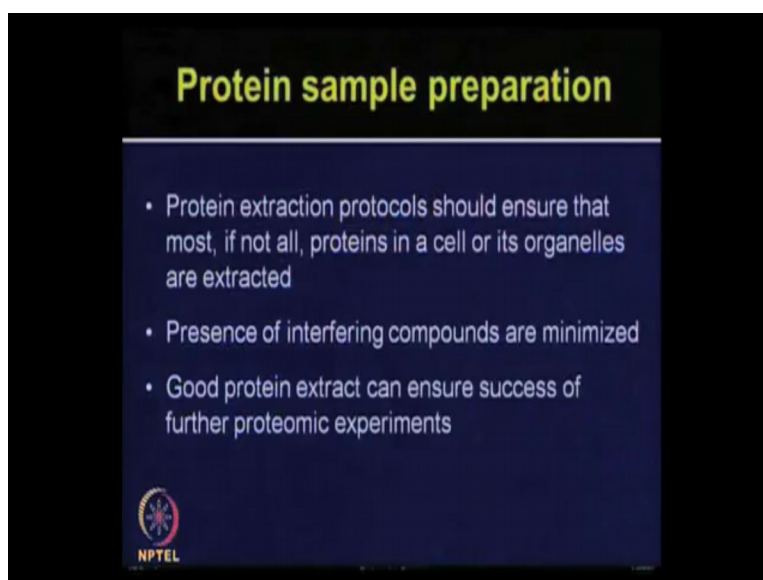 Protein sample preparation
• Protein extraction protocols should ensure that
most, if not all, proteins in a cell or its organelles
are extracted
• Presence of interfering compounds are minimized
• Good protein extract can ensure success of
further proteomic experiments
NPTEL